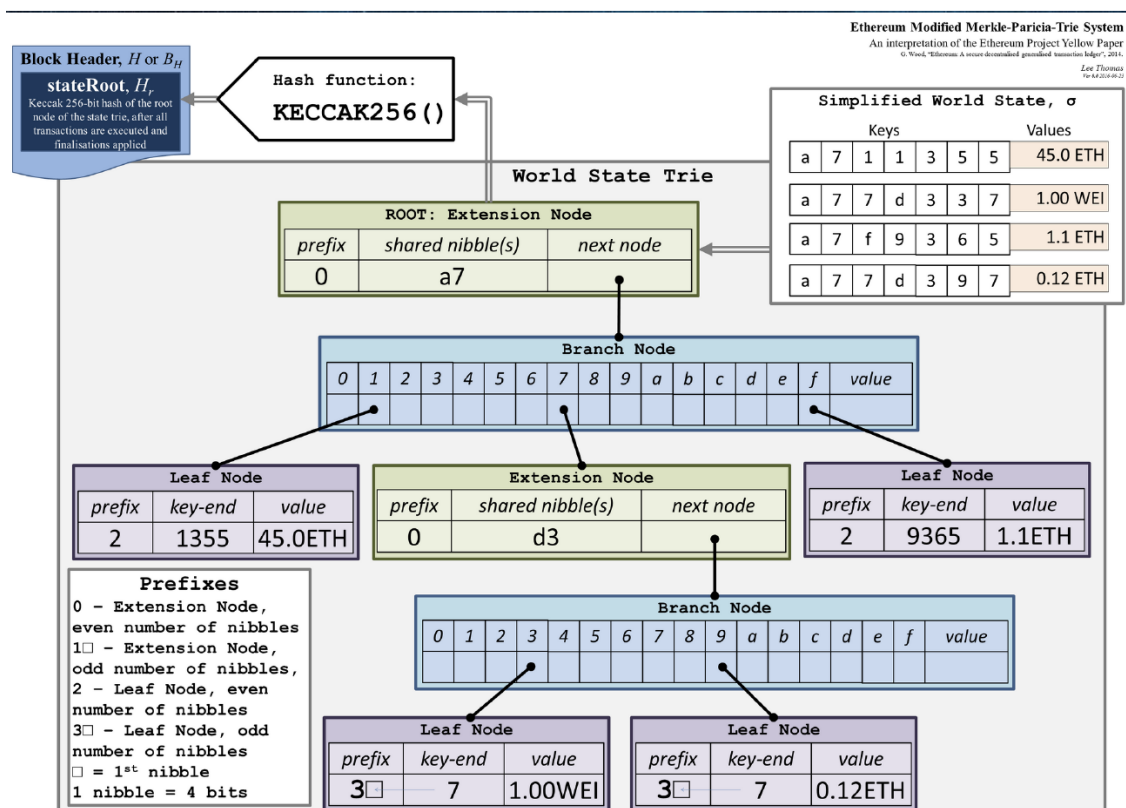 Ethereum Modified Merkle-Paricia-Trie System
An interpretation of the Ethereum Project Yellow Paper
G. Wood, "Ethereum: A secure decentralised generalised transaction ledger", 2014.
Lee Thomas
Block Header, H or B_H
stateRoot, H_r
Keccak 256-bit hash of the root
node of the state trie, after all
transactions are executed and
finalisations applied
Hash function:
KECCAK256()
Simplified World State, σ
Keys Values
a 7 1 1 3 5 5 45.0 ETH
a 7 7 d 3 3 7 1.00 WEI
a 7 f 9 3 6 5 1.1 ETH
a 7 7 d 3 9 7 0.12 ETH
World State Trie
ROOT: Extension Node
prefix shared nibble(s) next node
0 a7
Branch Node
0 1 2 3 4 5 6 7 8 9 a b c d e f value
Leaf Node
prefix key-end value
2 1355 45.0ETH
Extension Node
prefix shared nibble(s) next node
0 d3
Leaf Node
prefix key-end value
2 9365 1.1ETH
Prefixes
0 – Extension Node,
even number of nibbles
1□ – Extension Node,
odd number of nibbles,
2 – Leaf Node, even
number of nibbles
3□ – Leaf Node, odd
number of nibbles
□ = 1st nibble
1 nibble = 4 bits
Branch Node
0 1 2 3 4 5 6 7 8 9 a b c d e f value
Leaf Node
prefix key-end value
3□ 7 1.00WEI
Leaf Node
prefix key-end value
3□ 7 0.12ETH